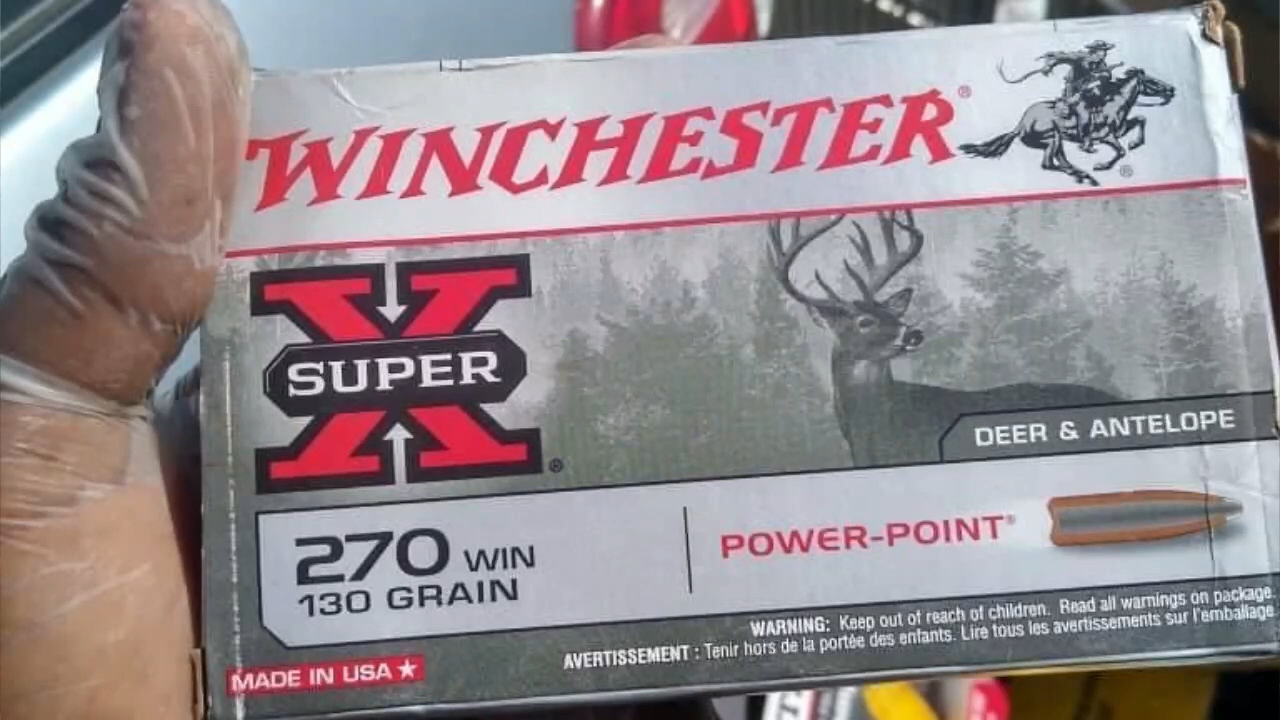 WINCHESTER®
®
X
SUPER
®
DEER & ANTELOPE
270 WIN
130 GRAIN
POWER-POINT®
WARNING: Keep out of reach of children. Read all warnings on package.
AVERTISSEMENT : Tenir hors de la portée des enfants. Lire tous les avertissements sur l'emballage
MADE IN USA